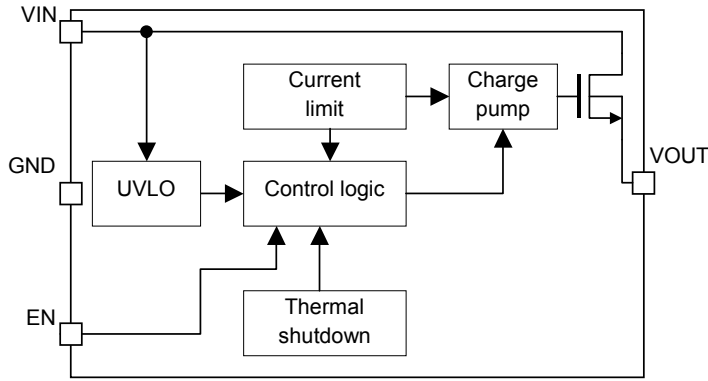 VIN
Current
limit
Charge
pump
GND
UVLO
Control logic
VOUT
EN
Thermal
shutdown